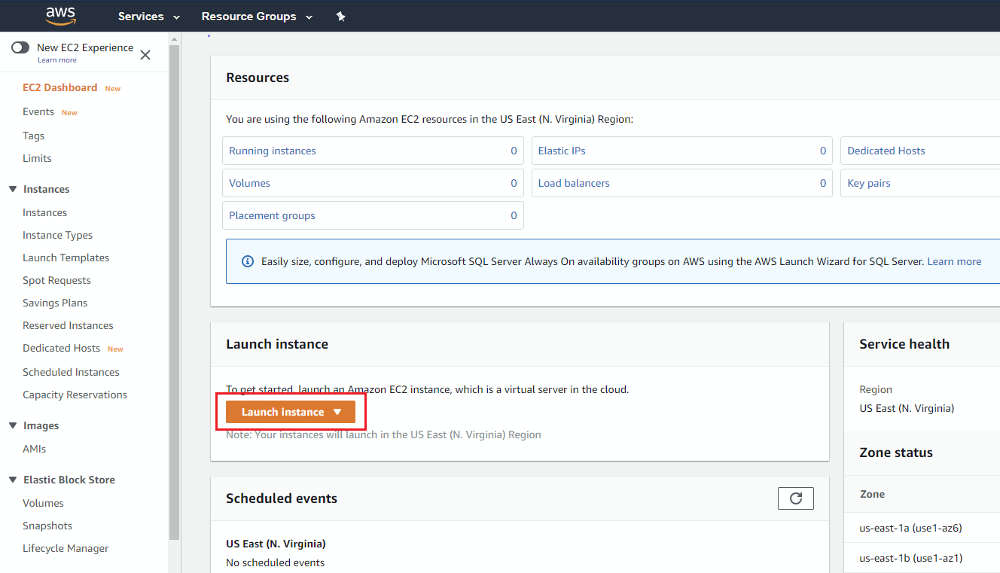 aws
Services
Resource Groups
New EC2 Experience
Learn more
EC2 Dashboard New
Events New
Tags
Limits
Instances
Instances
Instance Types
Launch Templates
Spot Requests
Savings Plans
Reserved Instances
Dedicated Hosts New
Scheduled Instances
Capacity Reservations
Images
AMIs
Elastic Block Store
Volumes
Snapshots
Lifecycle Manager
Resources
You are using the following Amazon EC2 resources in the US East (N. Virginia) Region:
Running instances 0
Elastic IPs 0
Dedicated Hosts
Volumes 0
Load balancers 0
Key pairs
Placement groups 0
Easily size, configure, and deploy Microsoft SQL Server Always On availability groups on AWS using the AWS Launch Wizard for SQL Server. Learn more
Launch instance
To get started, launch an Amazon EC2 instance, which is a virtual server in the cloud.
Launch instance
Note: Your instances will launch in the US East (N. Virginia) Region
Scheduled events
US East (N. Virginia)
No scheduled events
Service health
Region
US East (N. Virginia)
Zone status
Zone
us-east-1a (use1-az6)
us-east-1b (use1-az1)